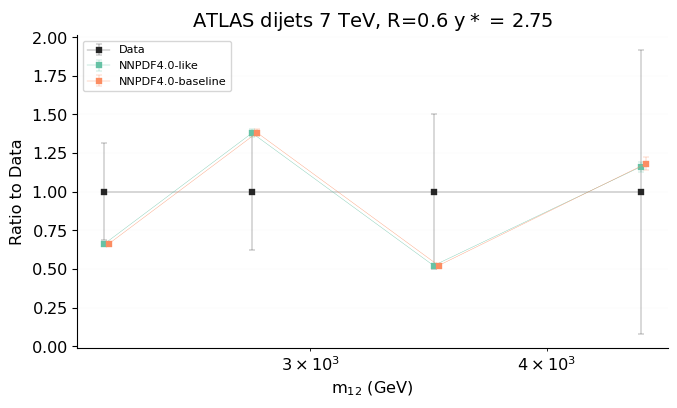 ATLAS dijets 7 TeV, R=0.6 y * = 2.75
Data
NNPDF4.0-like
NNPDF4.0-baseline
Ratio to Data
2.00
1.75
1.50
1.25
1.00
0.75
0.50
0.25
0.00
3 × 10³
4 × 10³
m₁₂ (GeV)